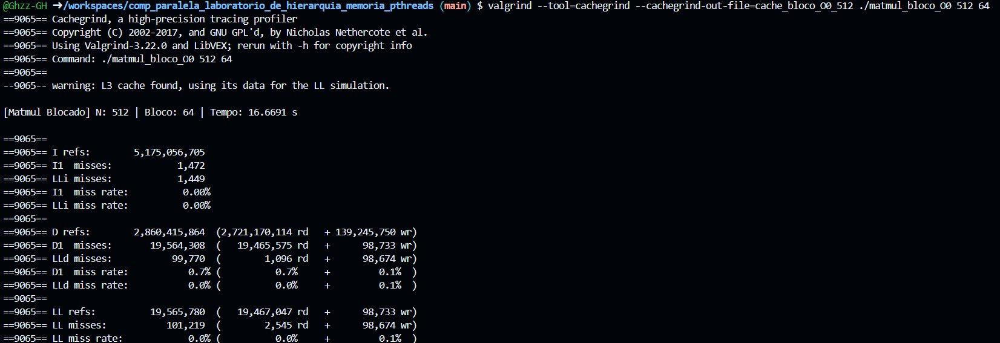 @Ghzz-GH ➜/workspaces/comp_paralela_laboratorio_de_hierarquia_memoria_pthreads (main) $ valgrind --tool=cachegrind --cachegrind-out-file=cache_bloco_O0_512 ./matmul_bloco_O0 512 64
==9065== Cachegrind, a high-precision tracing profiler
==9065== Copyright (C) 2002-2017, and GNU GPL'd, by Nicholas Nethercote et al.
==9065== Using Valgrind-3.22.0 and LibVEX; rerun with -h for copyright info
==9065== Command: ./matmul_bloco_O0 512 64
==9065==
--9065-- warning: L3 cache found, using its data for the LL simulation.
[Matmul Blocado] N: 512 | Bloco: 64 | Tempo: 16.6691 s
==9065==
==9065== I refs:        5,175,056,705
==9065== I1  misses:            1,472
==9065== LLi misses:            1,449
==9065== I1  miss rate:          0.00%
==9065== LLi miss rate:          0.00%
==9065==
==9065== D refs:        2,860,415,864  (2,721,170,114 rd   + 139,245,750 wr)
==9065== D1  misses:       19,564,308  (   19,465,575 rd   +      98,733 wr)
==9065== LLd misses:           99,770  (        1,096 rd   +      98,674 wr)
==9065== D1  miss rate:           0.7% (          0.7%     +         0.1%  )
==9065== LLd miss rate:           0.0% (          0.0%     +         0.1%  )
==9065==
==9065== LL refs:          19,565,780  (   19,467,047 rd   +      98,733 wr)
==9065== LL misses:           101,219  (        2,545 rd   +      98,674 wr)
==9065== LL miss rate:            0.0% (          0.0%     +         0.1%  )